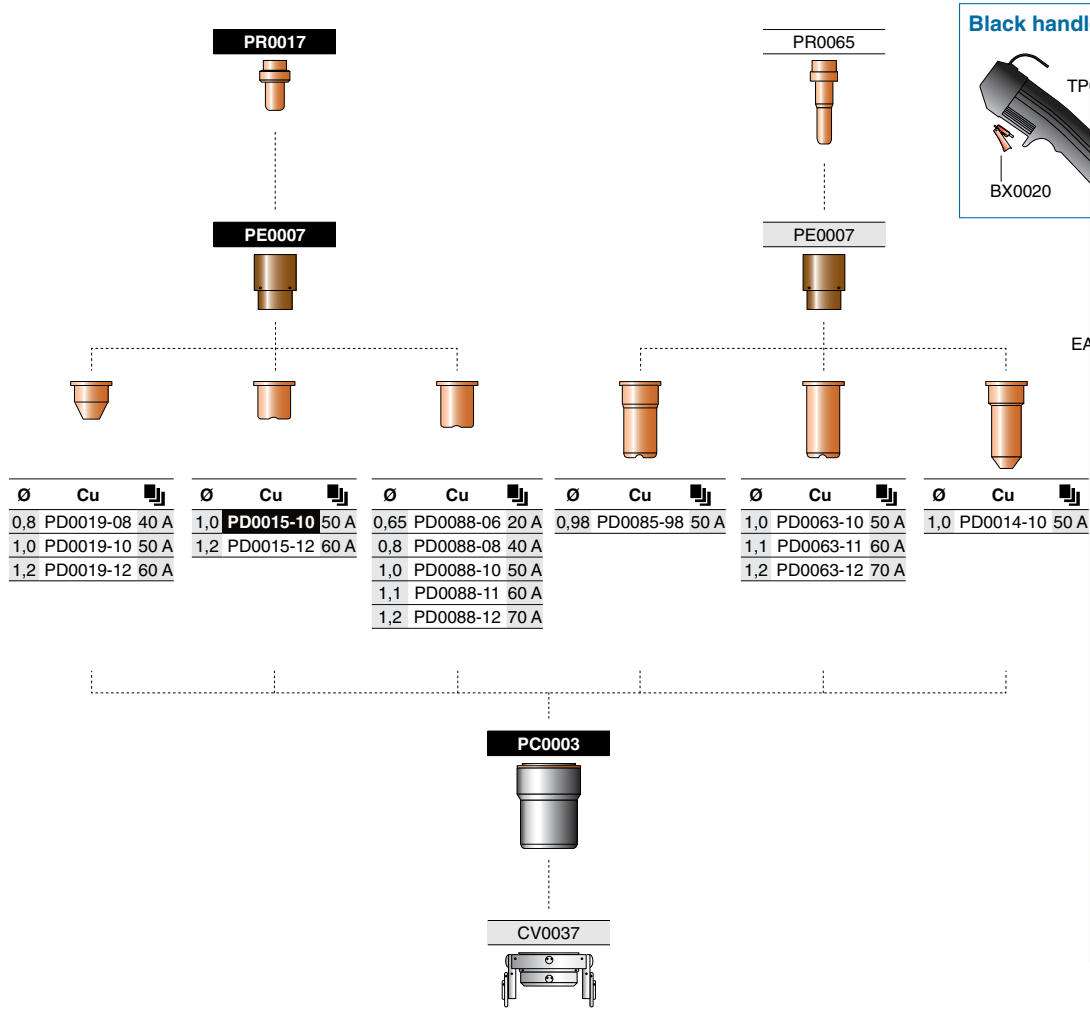 PR0017
PR0065
Black handl
TP
BX0020
PE0007
PE0007
EA
Ø Cu
0,8 PD0019-08 40 A
1,0 PD0019-10 50 A
1,2 PD0019-12 60 A
Ø Cu
1,0 PD0015-10 50 A
1,2 PD0015-12 60 A
Ø Cu
0,65 PD0088-06 20 A
0,8 PD0088-08 40 A
1,0 PD0088-10 50 A
1,1 PD0088-11 60 A
1,2 PD0088-12 70 A
Ø Cu
0,98 PD0085-98 50 A
Ø Cu
1,0 PD0063-10 50 A
1,1 PD0063-11 60 A
1,2 PD0063-12 70 A
Ø Cu
1,0 PD0014-10 50 A
PC0003
CV0037